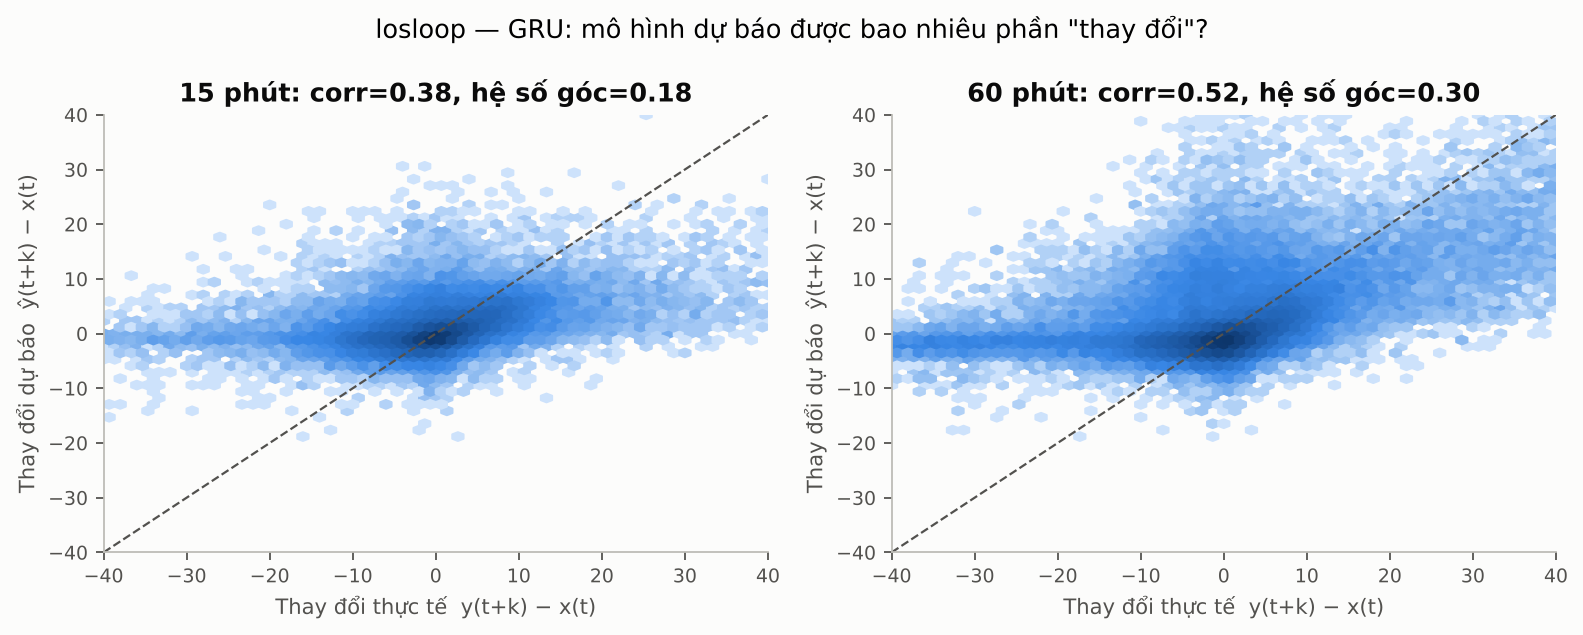 losloop — GRU: mô hình dự báo được bao nhiêu phần "thay đổi"?
15 phút: corr=0.38, hệ số góc=0.18
40
30
20
10
0
−10
−20
−30
−40
Thay đổi dự báo  ŷ(t+k) − x(t)
−40 −30 −20 −10 0 10 20 30 40
Thay đổi thực tế  y(t+k) − x(t)
60 phút: corr=0.52, hệ số góc=0.30
40
30
20
10
0
−10
−20
−30
−40
Thay đổi dự báo  ŷ(t+k) − x(t)
−40 −30 −20 −10 0 10 20 30 40
Thay đổi thực tế  y(t+k) − x(t)